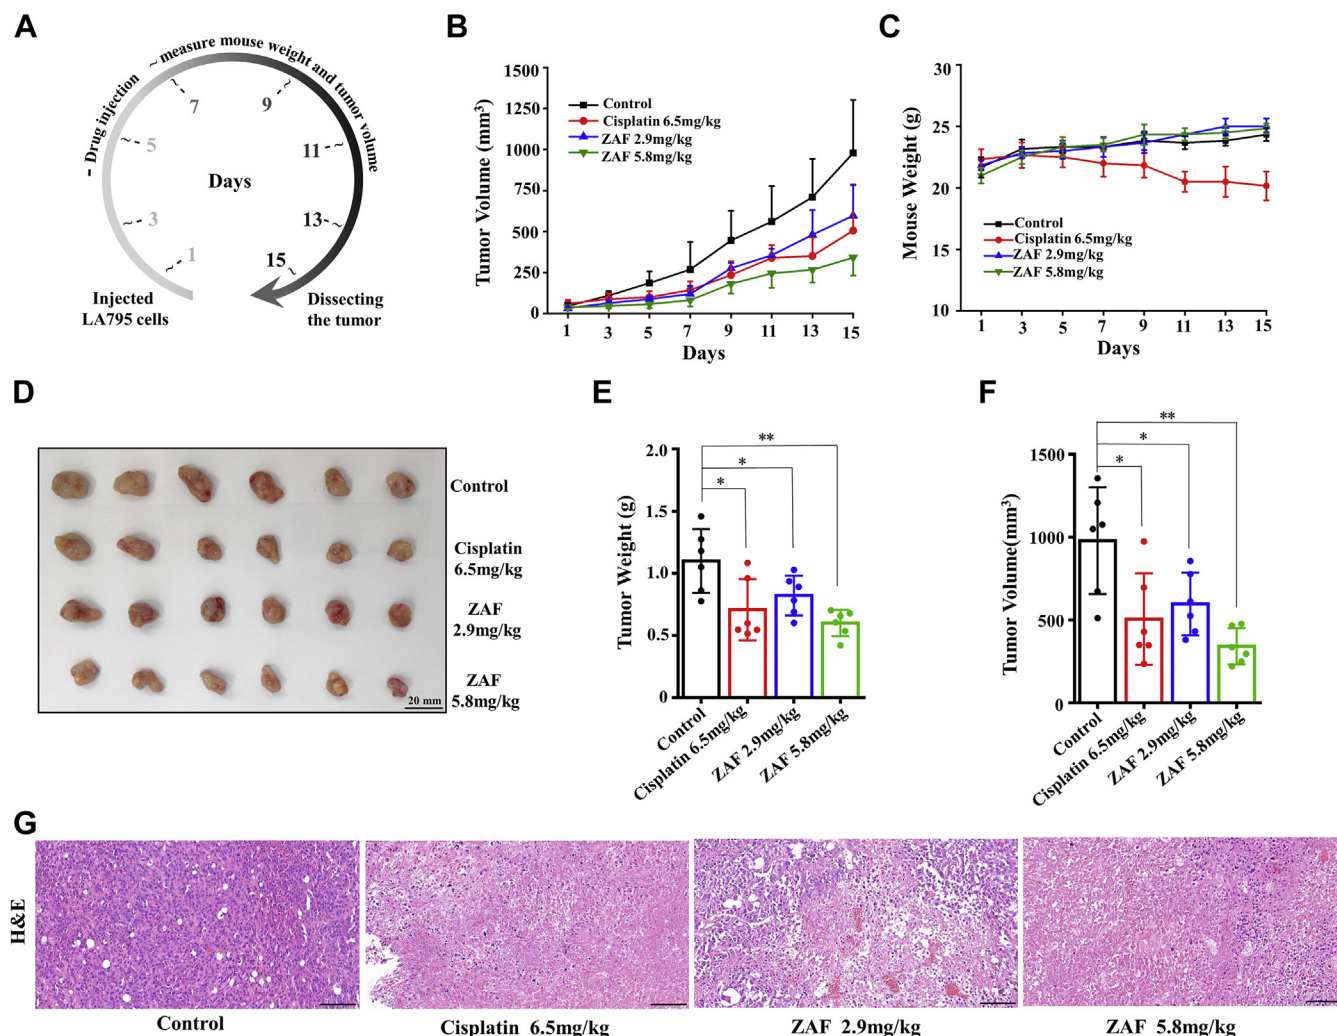 A
- Drug injection ~ measure mouse weight and tumor volume
1
3
5
7
9
11
13
15
Days
Injected
LA795 cells
Dissecting
the tumor
B
Tumor Volume (mm³)
1500
1250
1000
750
500
250
0
Control
Cisplatin 6.5mg/kg
ZAF 2.9mg/kg
ZAF 5.8mg/kg
1 3 5 7 9 11 13 15
Days
C
Mouse Weight (g)
30
25
20
15
10
Control
Cisplatin 6.5mg/kg
ZAF 2.9mg/kg
ZAF 5.8mg/kg
1 3 5 7 9 11 13 15
Days
D
Control
Cisplatin
6.5mg/kg
ZAF
2.9mg/kg
ZAF
5.8mg/kg
20 mm
E
Tumor Weight (g)
2.0
1.5
1.0
0.5
0
**
*
*
Control
Cisplatin 6.5mg/kg
ZAF 2.9mg/kg
ZAF 5.8mg/kg
F
Tumor Volume(mm³)
1500
1000
500
0
**
*
*
Control
Cisplatin 6.5mg/kg
ZAF 2.9mg/kg
ZAF 5.8mg/kg
G
H&E
Control
Cisplatin 6.5mg/kg
ZAF 2.9mg/kg
ZAF 5.8mg/kg